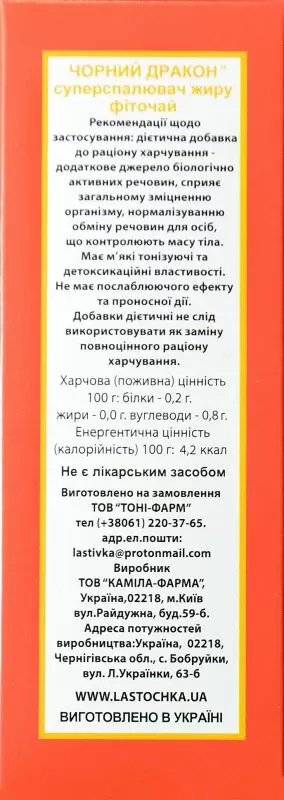 ЧОРНИЙ ДРАКОН™
суперспалювач жиру
фіточай
Рекомендації щодо
застосування: дієтична добавка
до раціону харчування -
додаткове джерело біологічно
активних речовин, сприяє
загальному зміцненню
організму, нормалізуванню
обміну речовин для осіб,
що контролюють масу тіла.
Має м'які тонізуючі та
детоксикаційні властивості.
Не має послаблюючого ефекту
та проносної дії.
Добавки дієтичні не слід
використовувати як заміну
повноцінного раціону
харчування.
Харчова (поживна) цінність
100 г: білки - 0,2 г.
жири - 0,0 г. вуглеводи - 0,8 г.
Енергетична цінність
(калорійність) 100 г: 4,2 ккал
Не є лікарським засобом
Виготовлено на замовлення
ТОВ "ТОНІ-ФАРМ"
тел (+38061) 220-37-65.
адр.ел.пошти:
lastivka@protonmail.com
Виробник
ТОВ "КАМІЛА-ФАРМА",
Україна,02218, м.Київ
вул.Райдужна, буд.59-б.
Адреса потужностей
виробництва:Україна, 02218,
Чернігівська обл., с. Бобруйки,
вул. Л.Українки, 63-б
WWW.LASTOCHKA.UA
ВИГОТОВЛЕНО В УКРАЇНІ